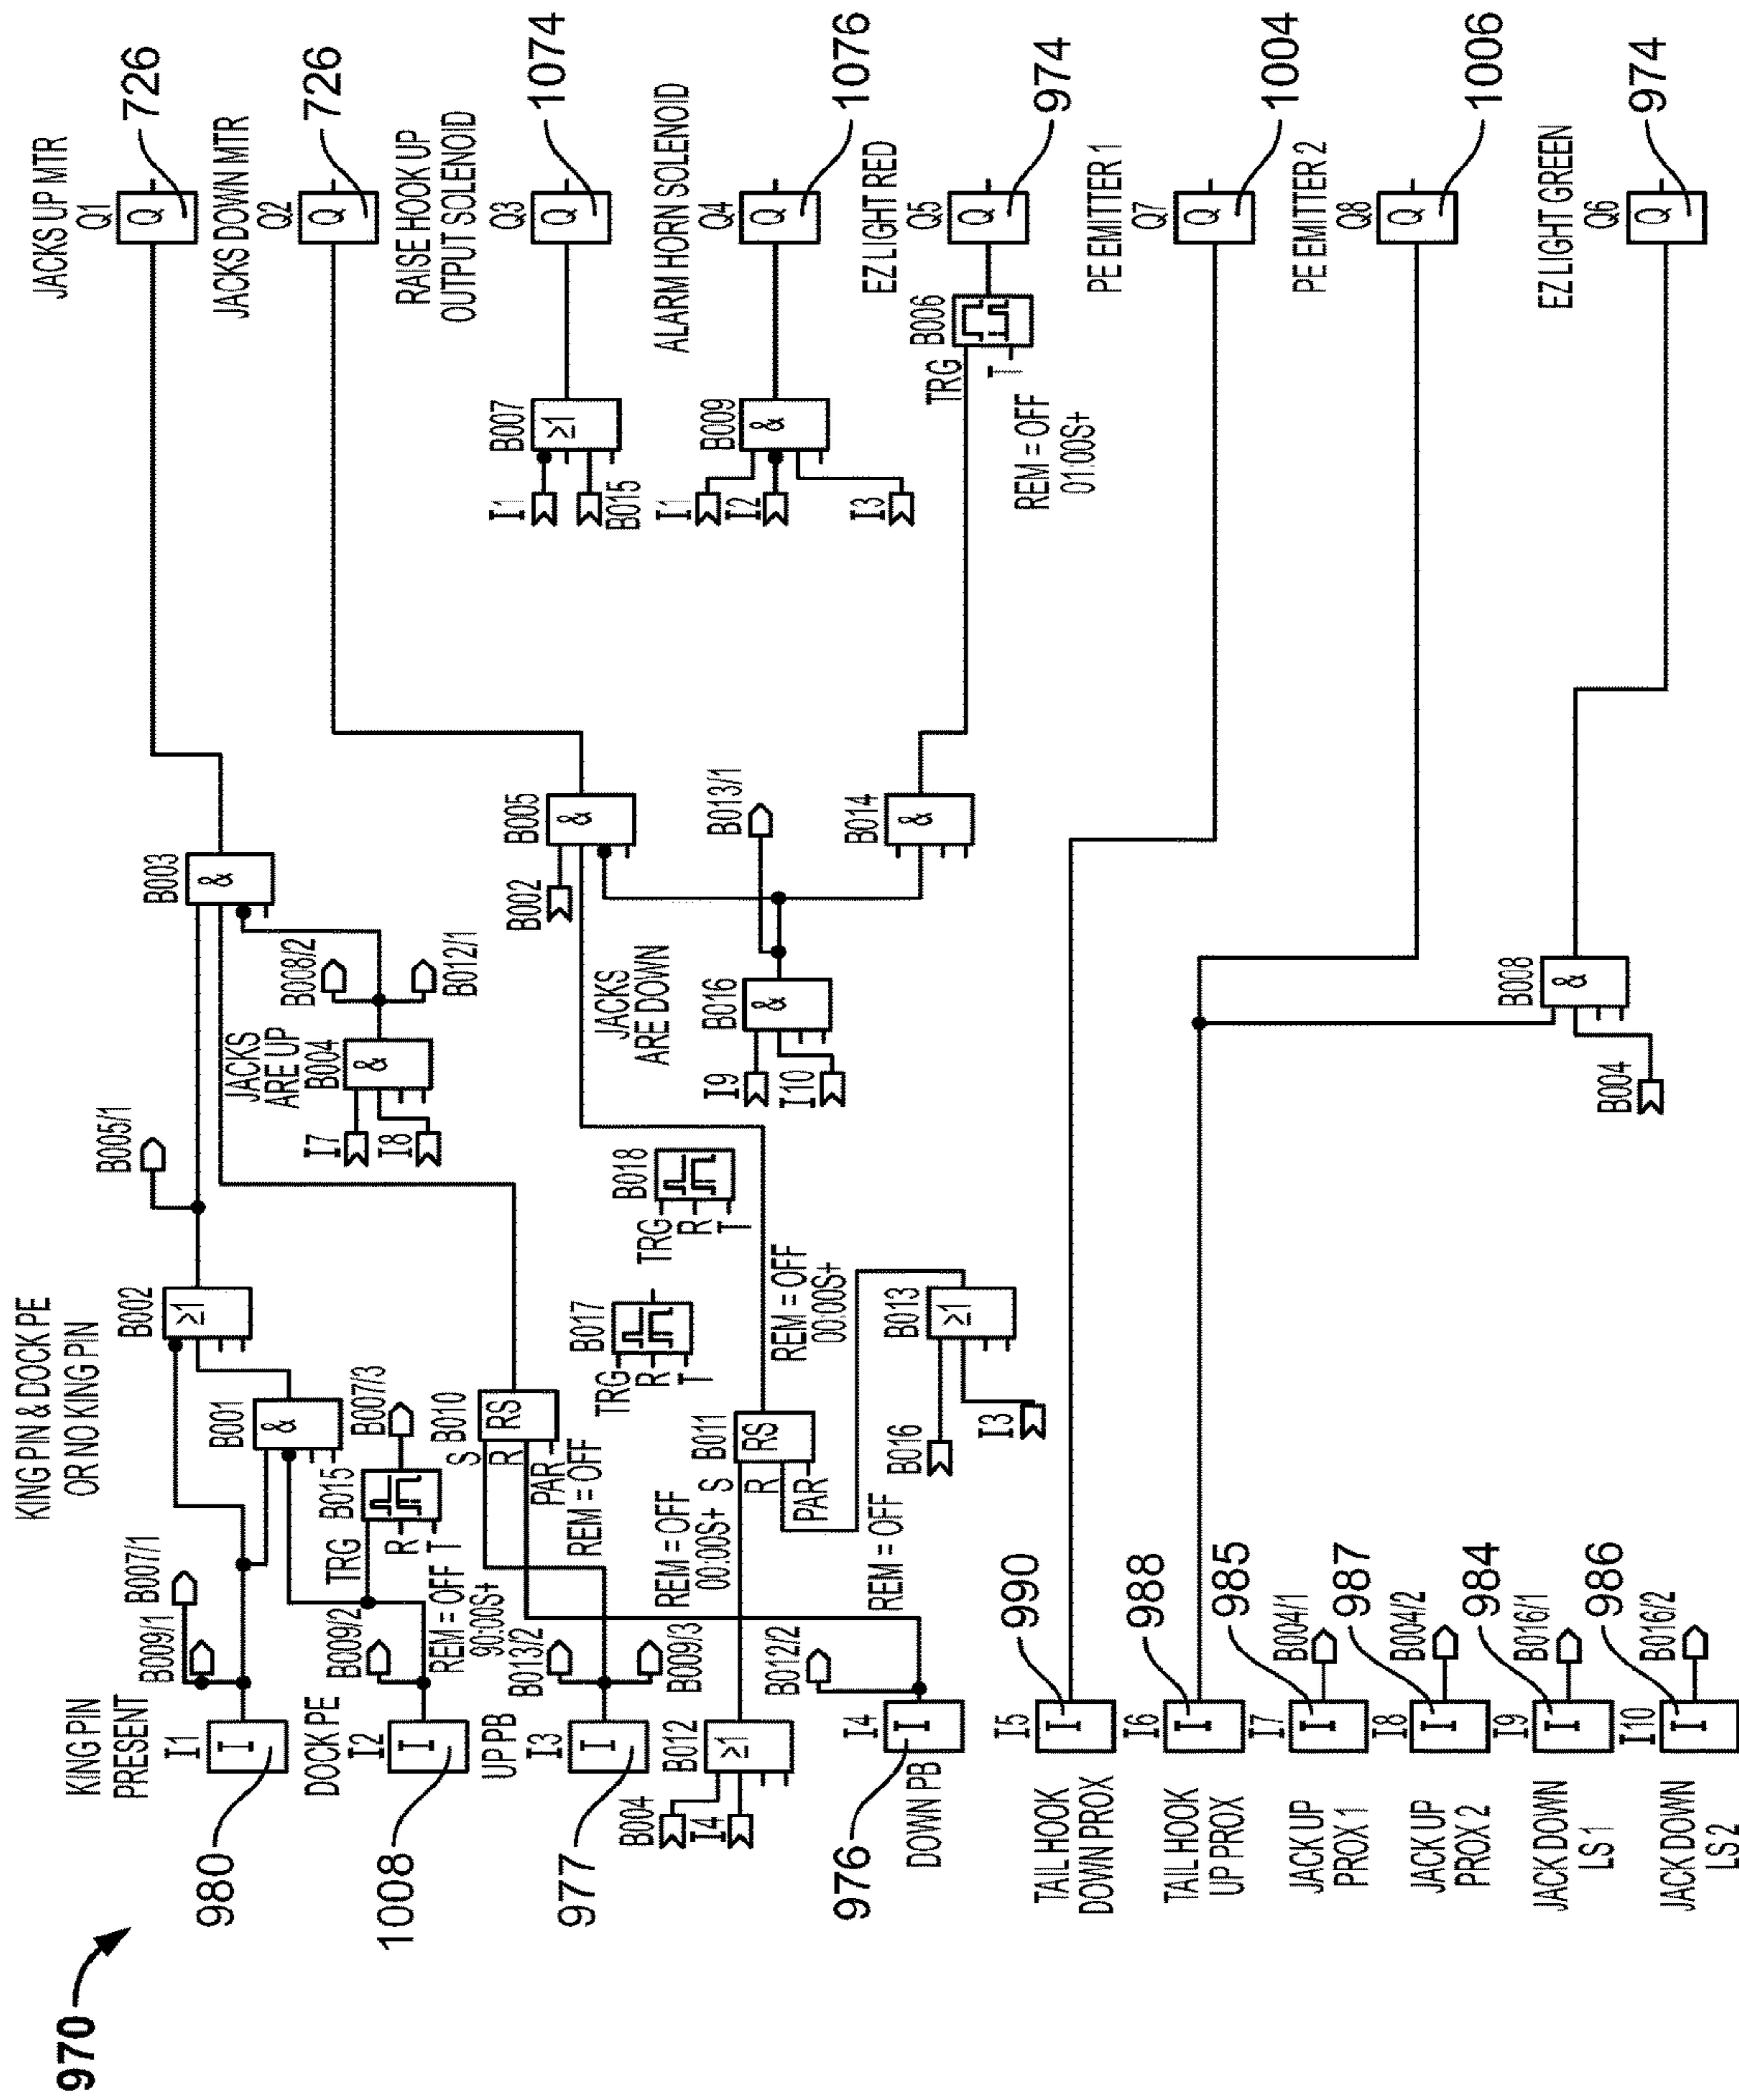 970
KING PIN & DOCK PE
OR NO KING PIN
KING PIN
PRESENT
I1
I
980
B009/1
B007/1
B001
&
B002
≥1
B005/1
B003
&
JACKS UP MTR
Q1
Q
726
DOCK PE
I2
I
1008
B009/2
TRG
R
T
REM = OFF
90:00S+
B015
B007/3
JACKS
ARE UP
B004
&
I7
I8
B008/2
B012/1
JACKS DOWN MTR
Q2
Q
726
UP PB
I3
I
977
B013/2
B009/3
S
R
PAR
REM = OFF
B010
RS
TRG
R
T
B017
TRG
R
T
B018
B002
B005
&
RAISE HOOK UP
OUTPUT SOLENOID
Q3
Q
1074
I1
B015
B007
≥1
B012
≥1
B004
I4
REM = OFF
00:00S+
S
R
PAR
REM = OFF
B011
RS
REM = OFF
00:00S+
JACKS
ARE DOWN
B016
&
I9
I10
B013/1
ALARM HORN SOLENOID
Q4
Q
1076
I1
I2
I3
B009
&
I4
I
976
DOWN PB
B012/2
B013
≥1
B016
I3
B014
&
EZ LIGHT RED
Q5
Q
974
B006
TRG
T
REM = OFF
01:00S+
I5
I
990
TAIL HOOK
DOWN PROX
PE EMITTER 1
Q7
Q
1004
I6
I
988
TAIL HOOK
UP PROX
PE EMITTER 2
Q8
Q
1006
I7
I
985
B004/1
JACK UP
PROX 1
I8
I
987
B004/2
JACK UP
PROX 2
I9
I
984
B016/1
JACK DOWN
LS 1
B008
&
B004
EZ LIGHT GREEN
Q6
Q
974
I10
I
986
B016/2
JACK DOWN
LS 2